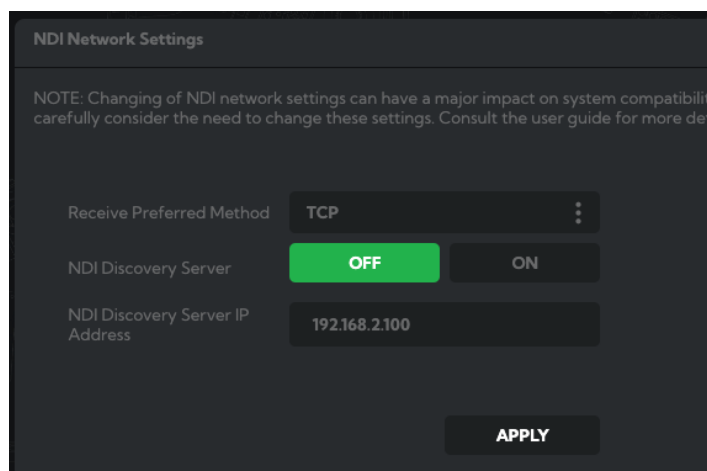 NDI Network Settings
NOTE: Changing of NDI network settings can have a major impact on system
carefully consider the need to change these settings. Consult the user guide for more
Receive Preferred Method TCP
NDI Discovery Server OFF ON
NDI Discovery Server IP
Address
192.168.2.100
APPLY